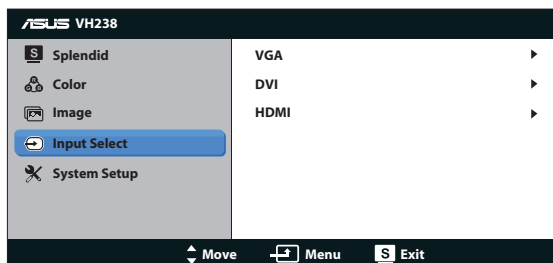 ASUS VH238
S Splendid
Color
Image
Input Select
System Setup
VGA
DVI
HDMI
Move Menu S Exit